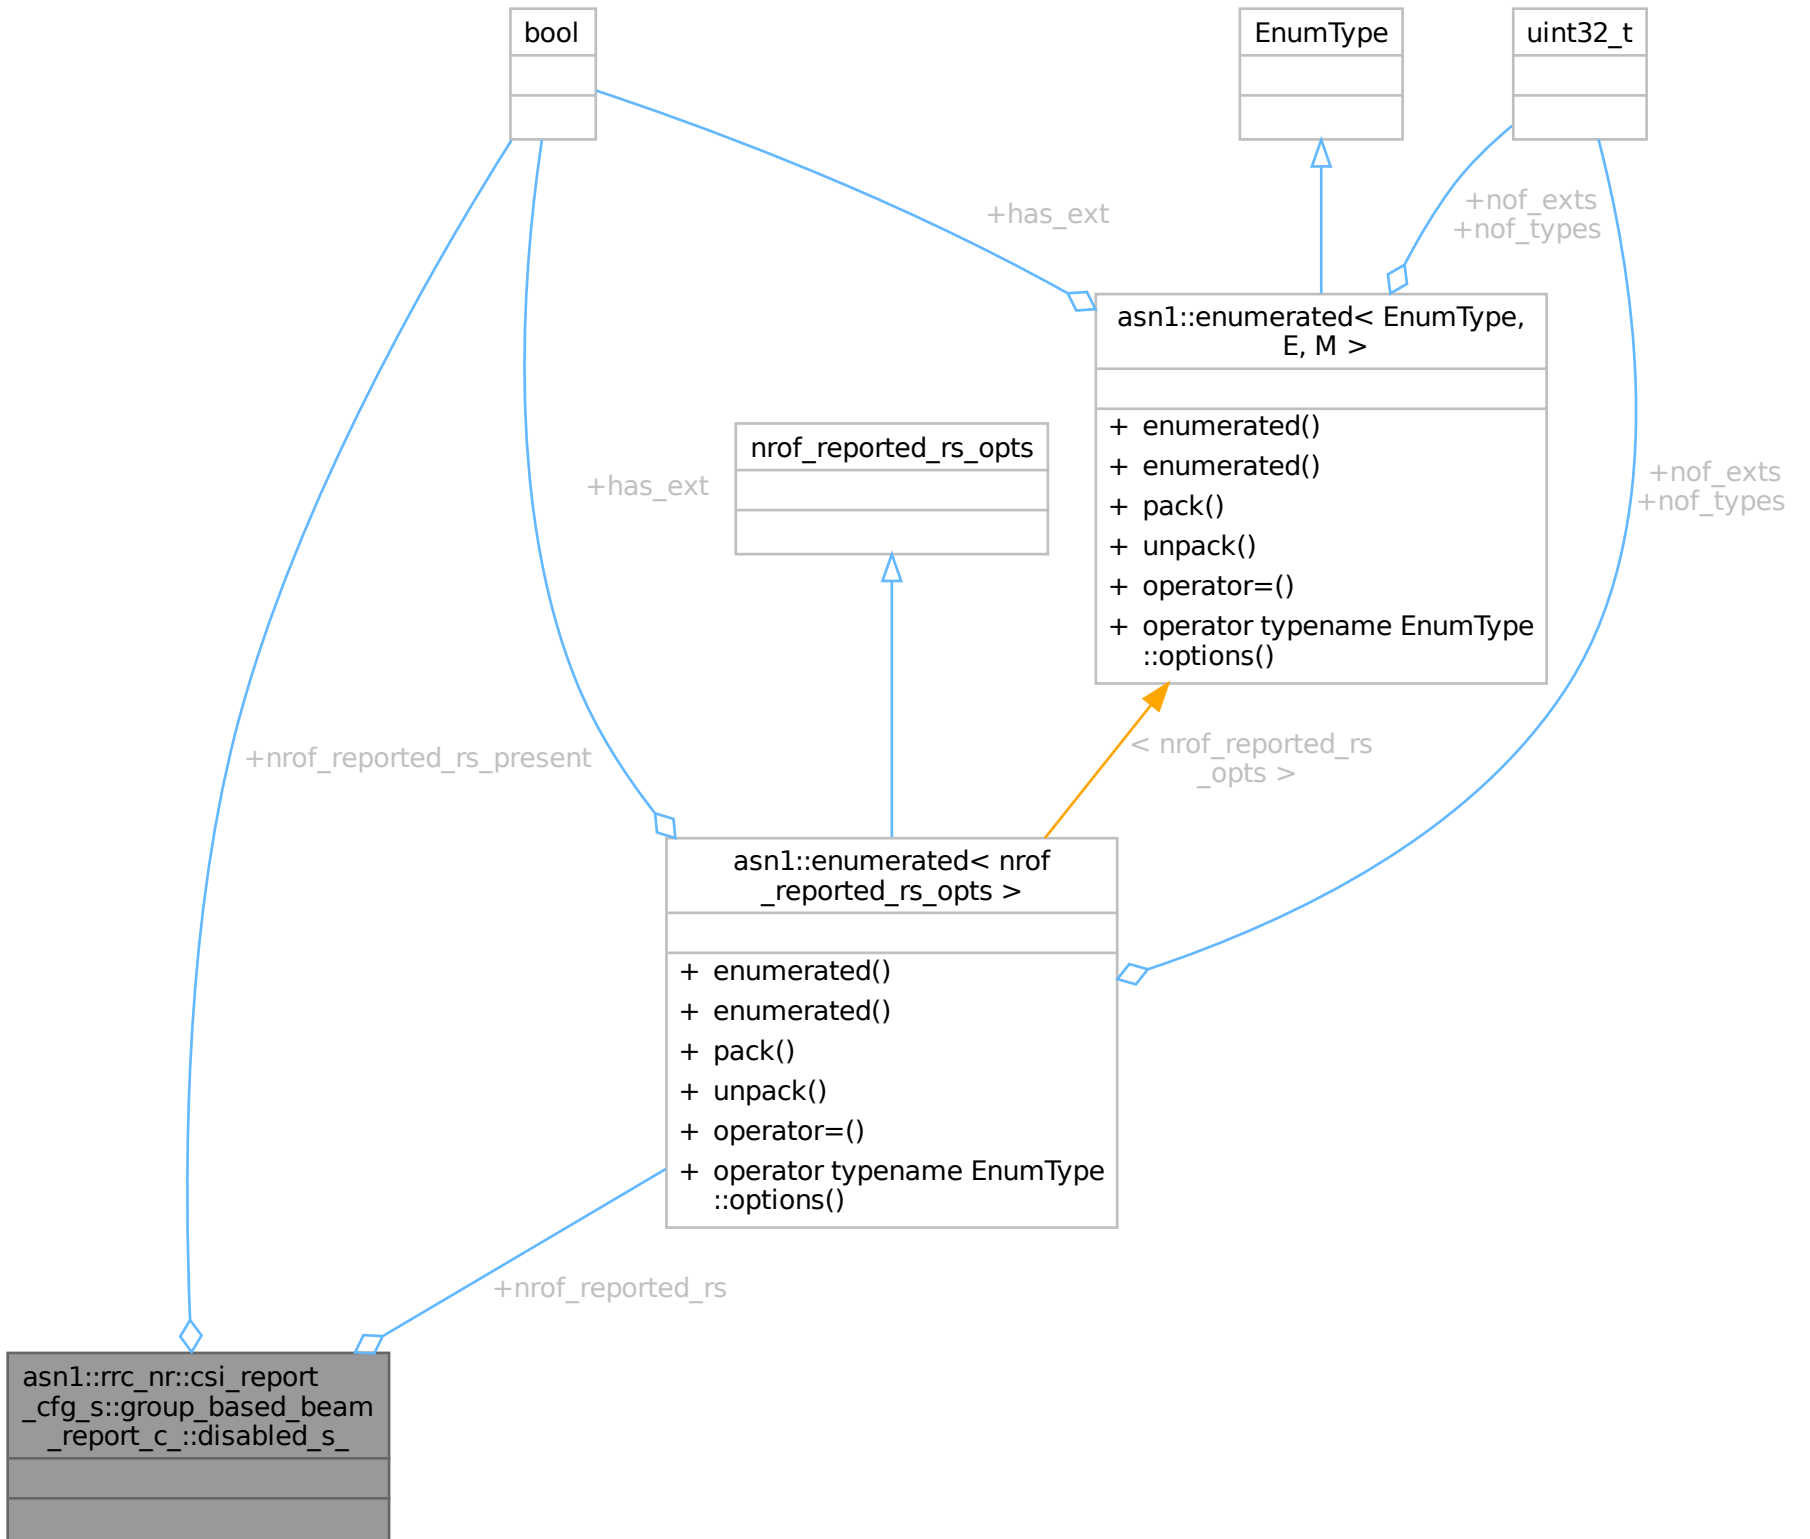 bool
EnumType
uint32_t
+has_ext
+nof_exts
+nof_types
asn1::enumerated< EnumType,
E, M >
+ enumerated()
+ enumerated()
+ pack()
+ unpack()
+ operator=()
+ operator typename EnumType
::options()
nrof_reported_rs_opts
+has_ext
+nof_exts
+nof_types
+nrof_reported_rs_present
< nrof_reported_rs
_opts >
asn1::enumerated< nrof
_reported_rs_opts >
+ enumerated()
+ enumerated()
+ pack()
+ unpack()
+ operator=()
+ operator typename EnumType
::options()
+nrof_reported_rs
asn1::rrc_nr::csi_report
_cfg_s::group_based_beam
_report_c_::disabled_s_